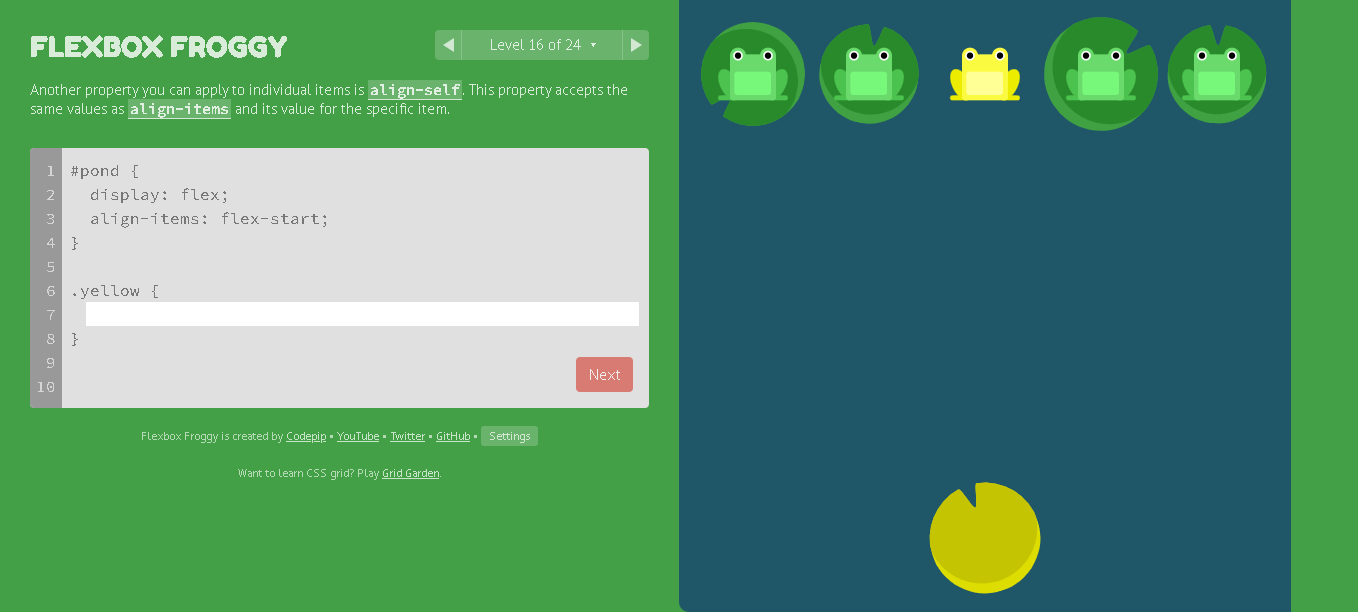 FLEXBOX FROGGY
Level 16 of 24 ▾
Another property you can apply to individual items is align-self. This property accepts the
same values as align-items and its value for the specific item.
1 #pond {
2 display: flex;
3 align-items: flex-start;
4 }
5
6 .yellow {
7
8 }
9
10
Next
Flexbox Froggy is created by Codepip • YouTube • Twitter • GitHub • Settings
Want to learn CSS grid? Play Grid Garden.